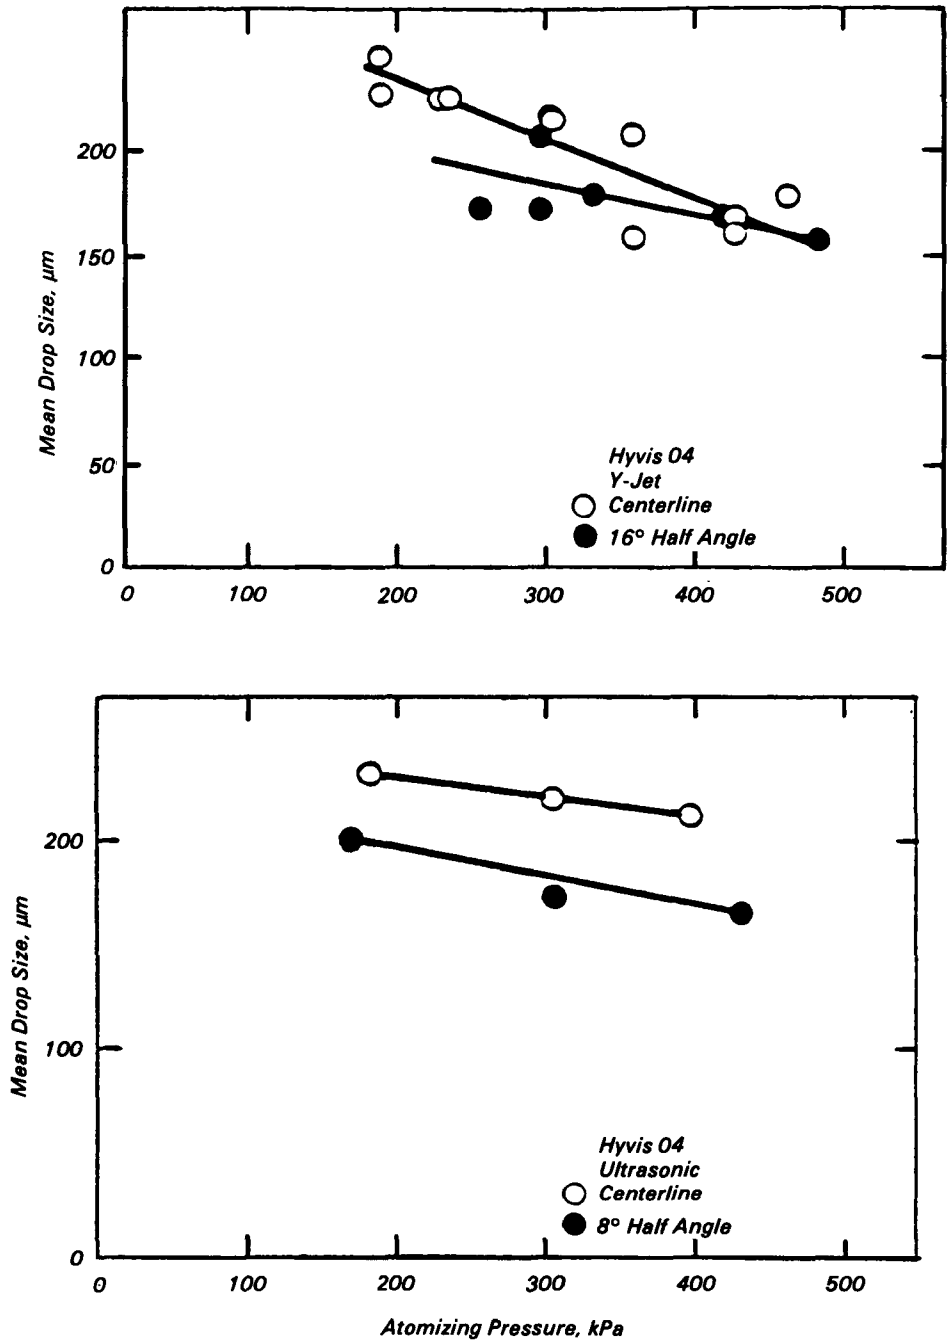 Mean Drop Size, µm
200
150
100
50
0
Hyvis 04
Y-Jet
Centerline
16° Half Angle
0 100 200 300 400 500
Mean Drop Size, µm
200
100
0
Hyvis 04
Ultrasonic
Centerline
8° Half Angle
0 100 200 300 400 500
Atomizing Pressure, kPa